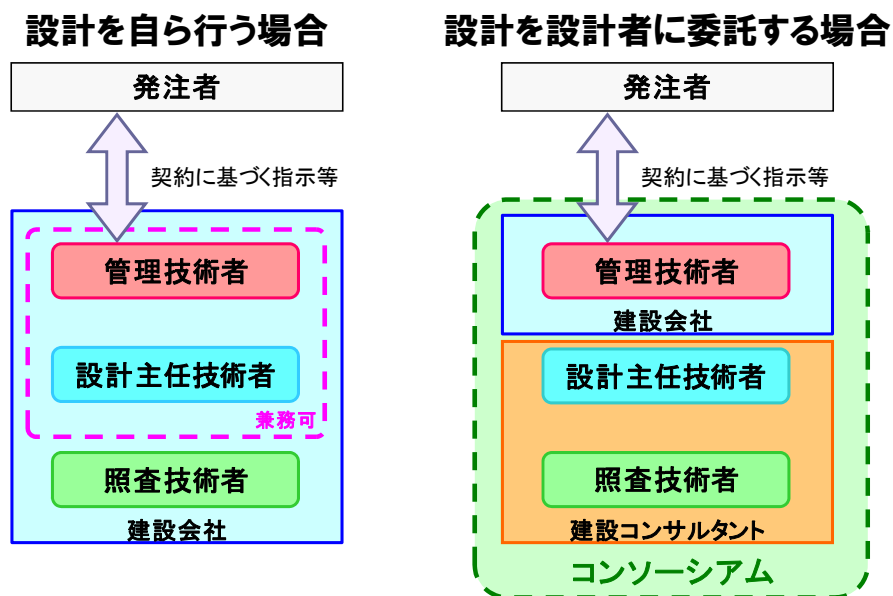 設計を自ら行う場合
発注者
契約に基づく指示等
管理技術者
設計主任技術者
兼務可
照査技術者
建設会社
設計を設計者に委託する場合
発注者
契約に基づく指示等
管理技術者
建設会社
設計主任技術者
照査技術者
建設コンサルタント
コンソーシアム